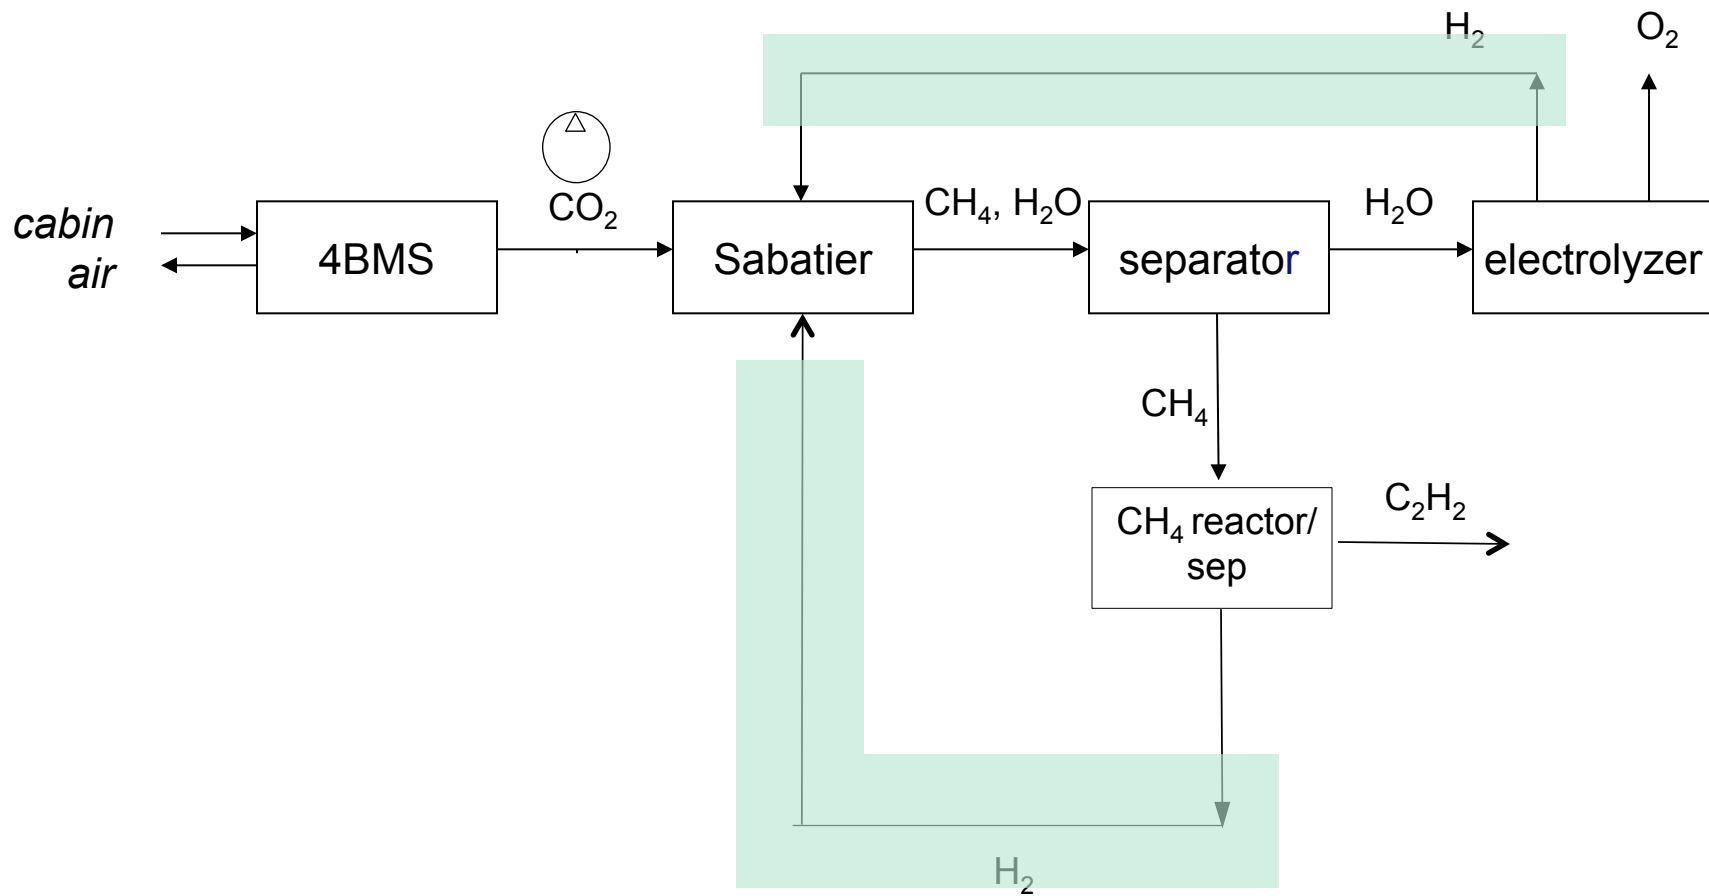 H₂
O₂
CO₂
CH₄, H₂O
H₂O
cabin
air
4BMS
Sabatier
separator
electrolyzer
CH₄
C₂H₂
CH₄ reactor/
sep
H₂